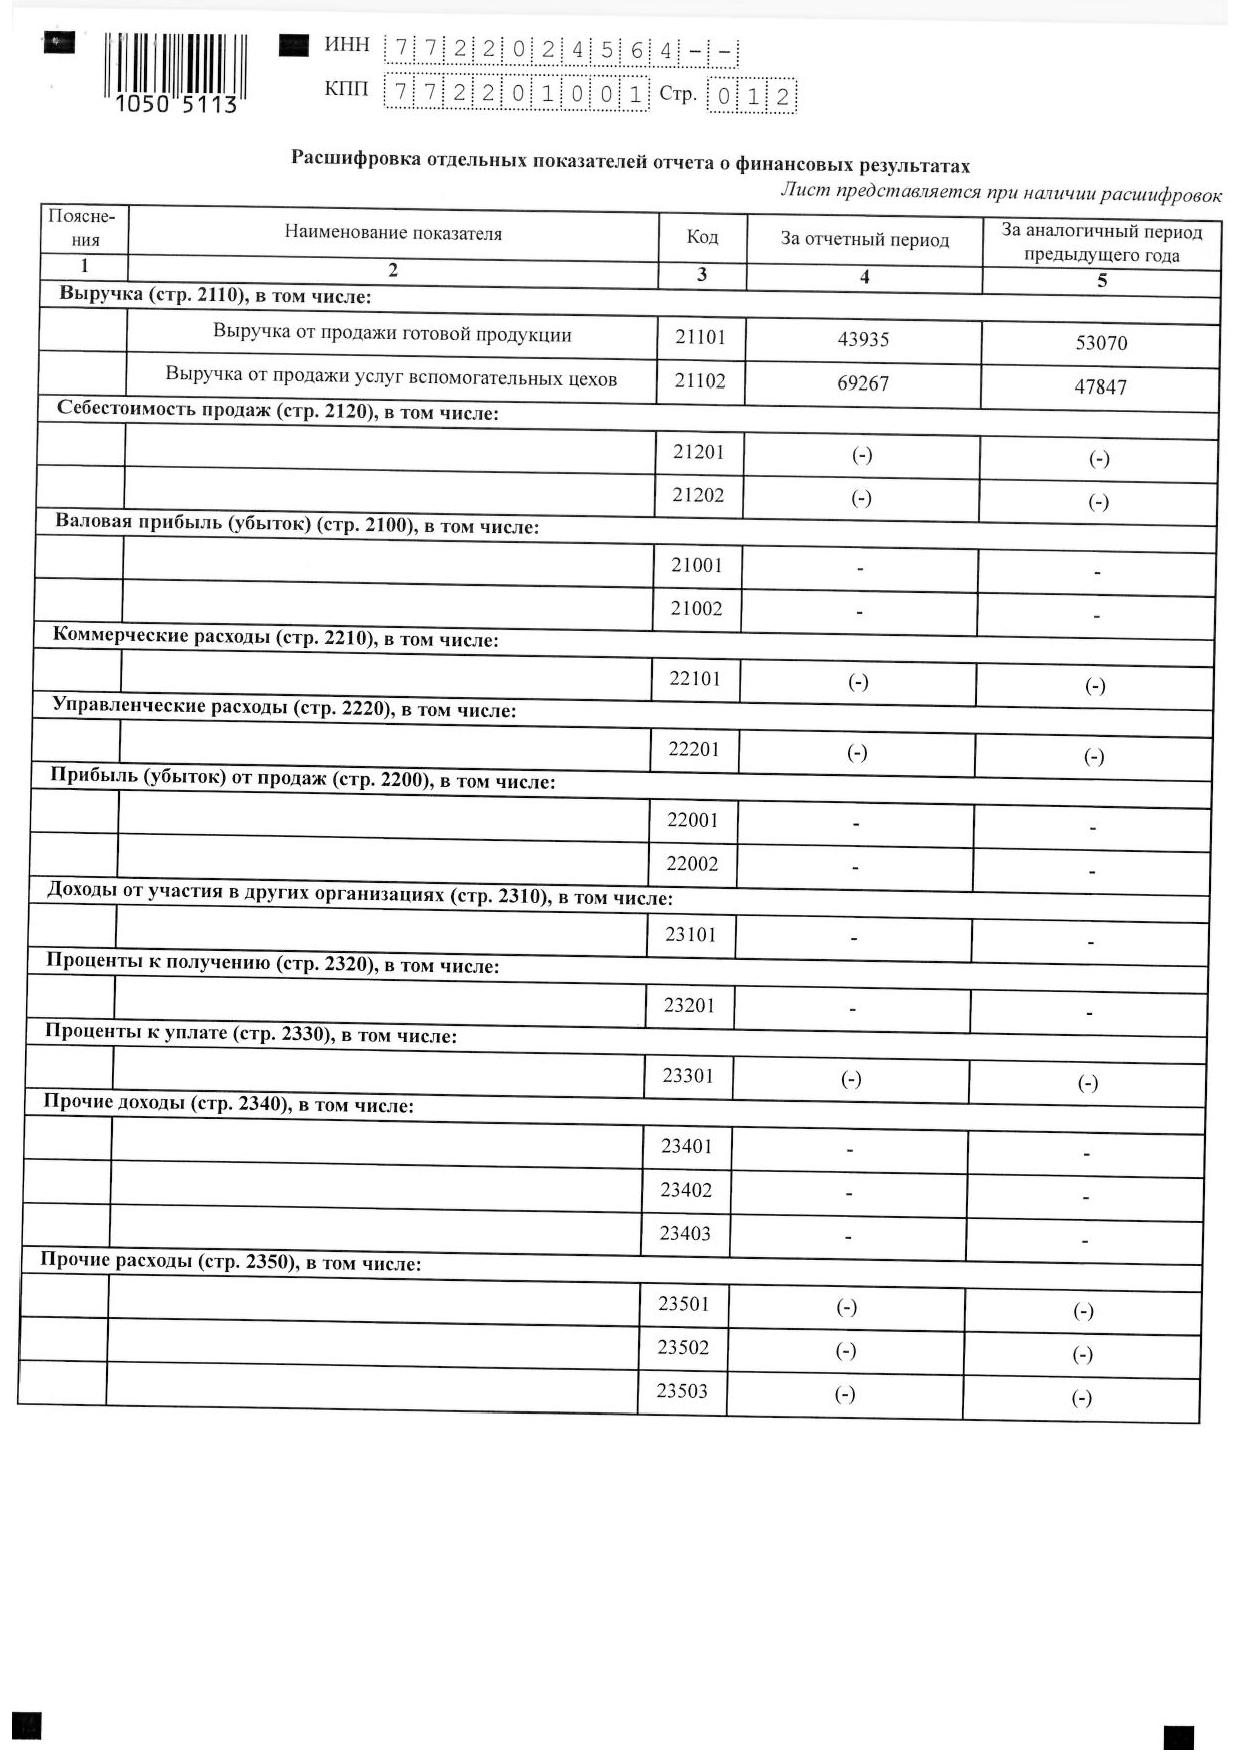 ИНН 7722024564--
1050 5113
КПП 772201001 Стр. 012
Расшифровка отдельных показателей отчета о финансовых результатах
Лист представляется при наличии расшифровок
Поясне-ния Наименование показателя Код За отчетный период За аналогичный период предыдущего года
1 2 3 4 5
Выручка (стр. 2110), в том числе:
Выручка от продажи готовой продукции 21101 43935 53070
Выручка от продажи услуг вспомогательных цехов 21102 69267 47847
Себестоимость продаж (стр. 2120), в том числе:
21201 (-) (-)
21202 (-) (-)
Валовая прибыль (убыток) (стр. 2100), в том числе:
21001 - -
21002 - -
Коммерческие расходы (стр. 2210), в том числе:
22101 (-) (-)
Управленческие расходы (стр. 2220), в том числе:
22201 (-) (-)
Прибыль (убыток) от продаж (стр. 2200), в том числе:
22001 - -
22002 - -
Доходы от участия в других организациях (стр. 2310), в том числе:
23101 - -
Проценты к получению (стр. 2320), в том числе:
23201 - -
Проценты к уплате (стр. 2330), в том числе:
23301 (-) (-)
Прочие доходы (стр. 2340), в том числе:
23401 - -
23402 - -
23403 - -
Прочие расходы (стр. 2350), в том числе:
23501 (-) (-)
23502 (-) (-)
23503 (-) (-)